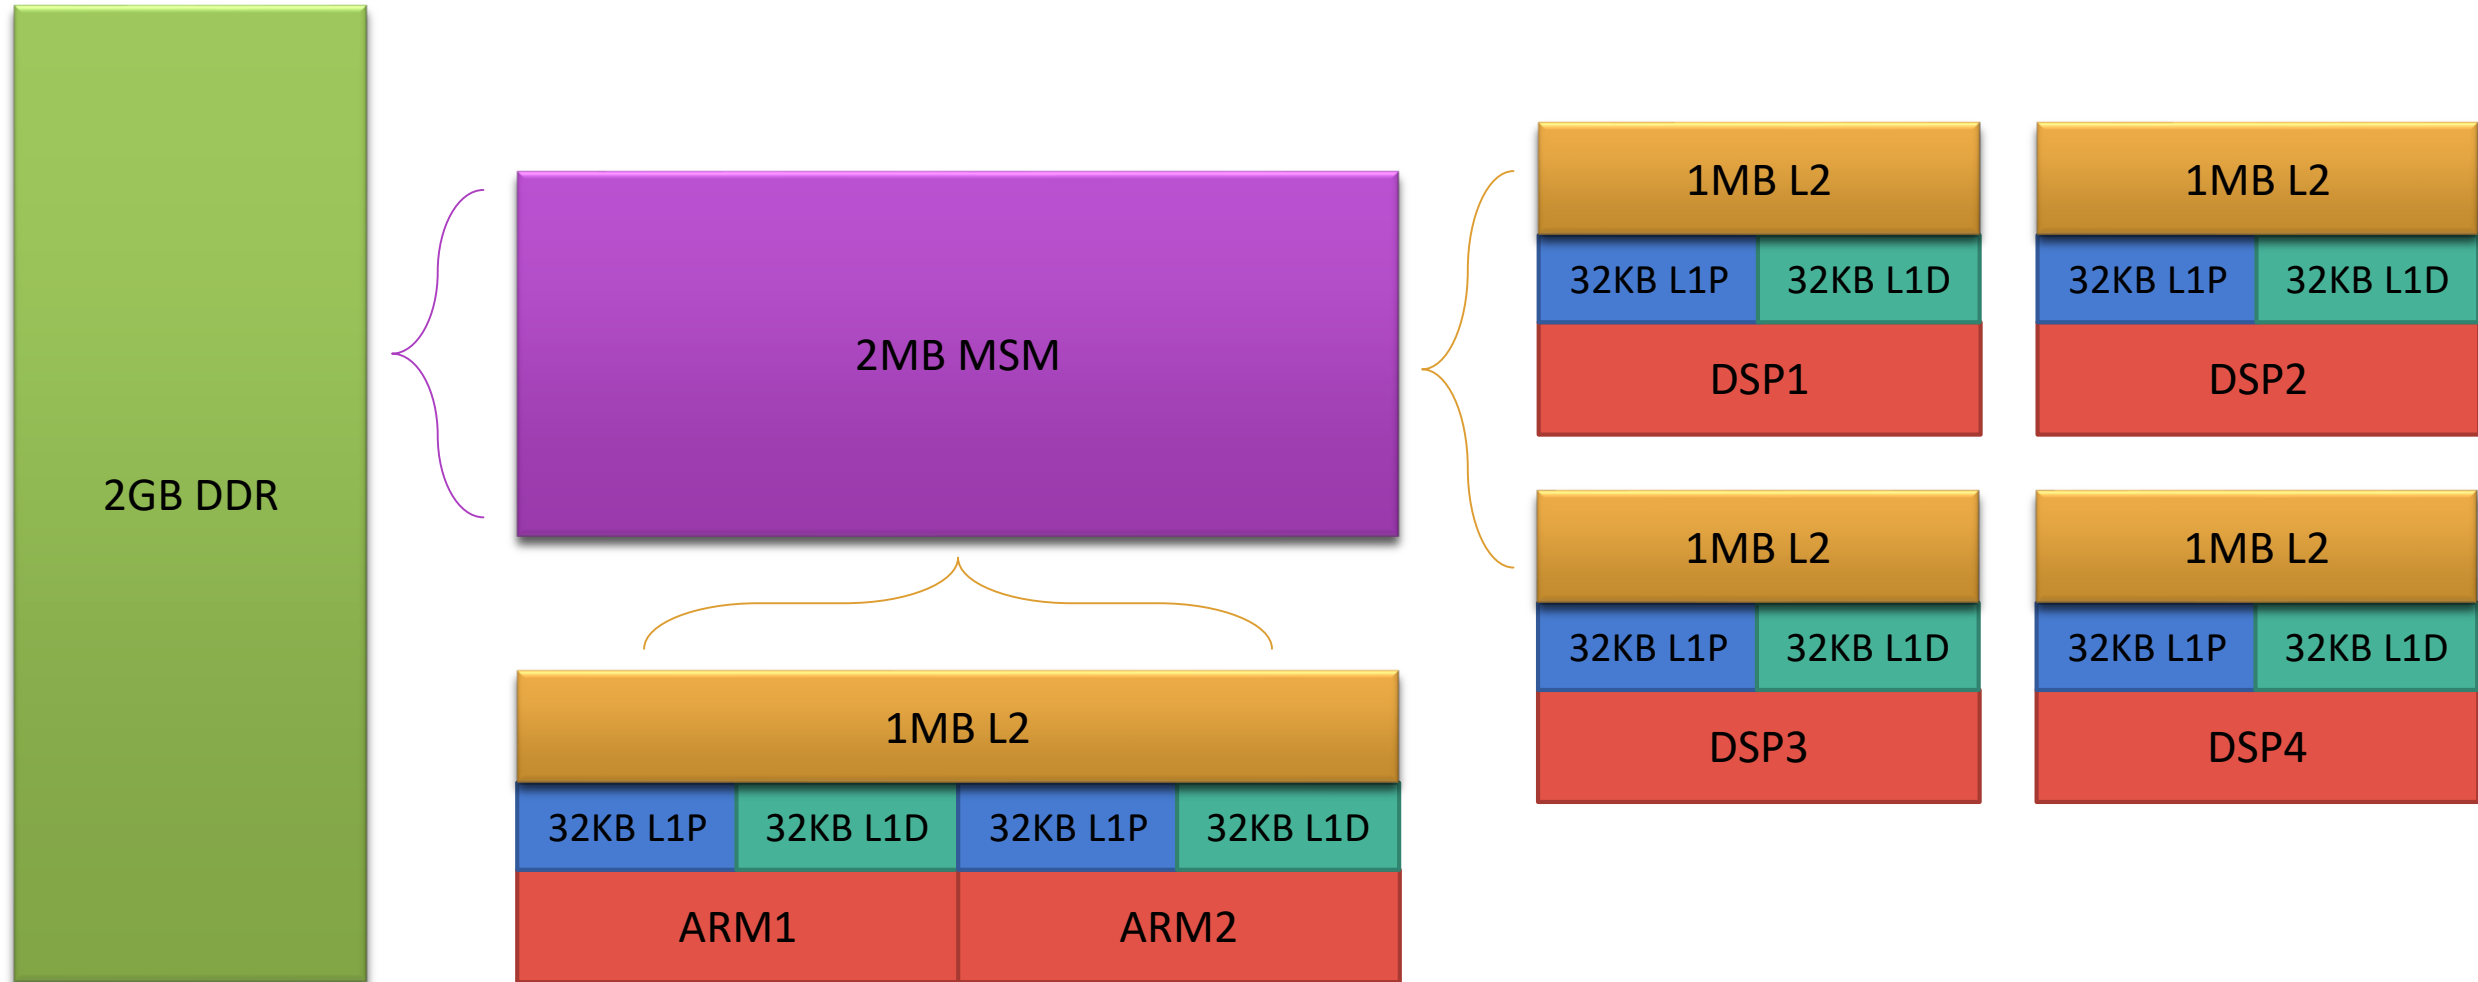 2GB DDR
2MB MSM
1MB L2
32KB L1P
32KB L1D
32KB L1P
32KB L1D
ARM1
ARM2
1MB L2
32KB L1P
32KB L1D
DSP1
1MB L2
32KB L1P
32KB L1D
DSP2
1MB L2
32KB L1P
32KB L1D
DSP3
1MB L2
32KB L1P
32KB L1D
DSP4